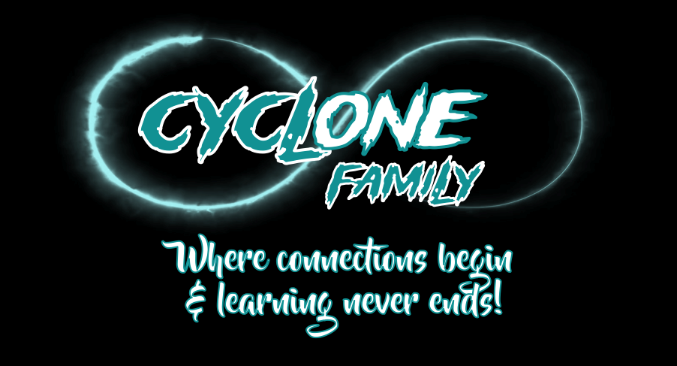 CYCLONE
FAMILY
Where connections begin
& learning never ends!